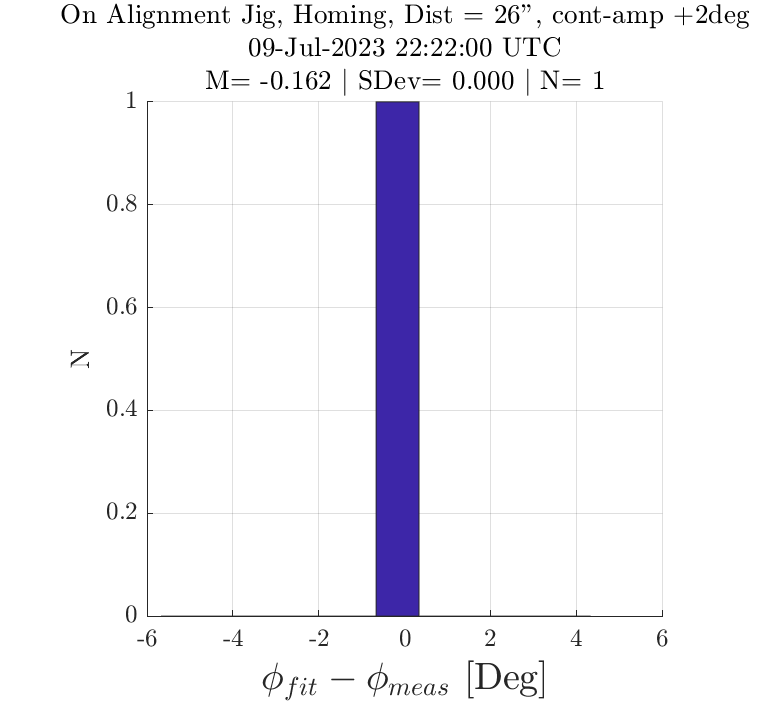 On Alignment Jig, Homing, Dist = 26”, cont-amp +2deg
09-Jul-2023 22:22:00 UTC
M= -0.162 | SDev= 0.000 | N= 1
1
0.8
0.6
0.4
0.2
0
N
-6 -4 -2 0 2 4 6
ϕ_fit − ϕ_meas [Deg]